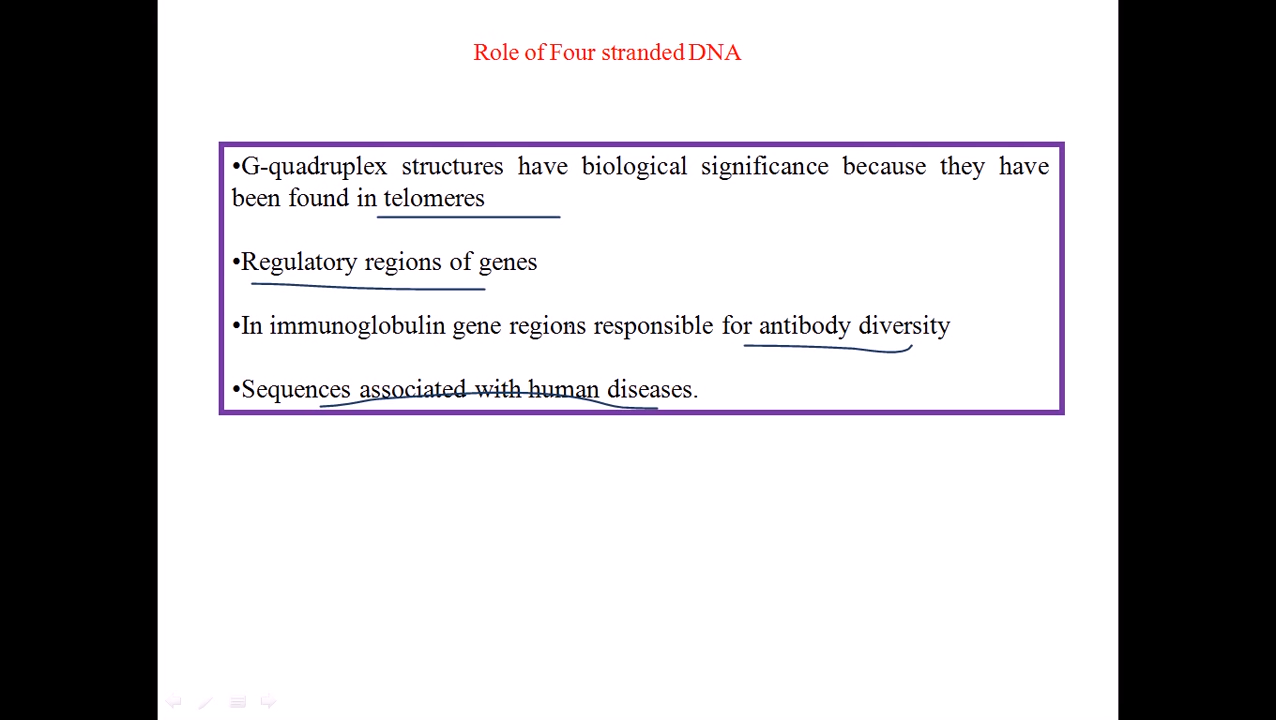 Role of Four stranded DNA
•G-quadruplex structures have biological significance because they have
been found in telomeres
•Regulatory regions of genes
•In immunoglobulin gene regions responsible for antibody diversity
•Sequences associated with human diseases.